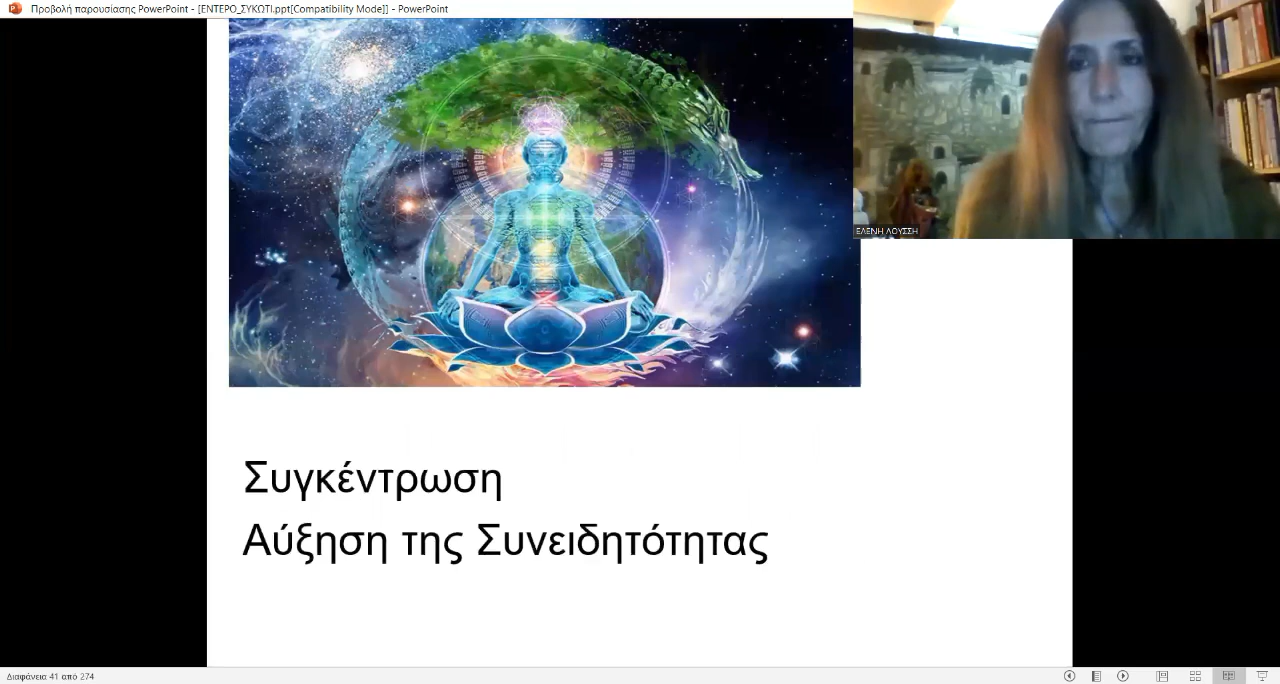 Προβολή παρουσίασης PowerPoint - [ΕΝΤΕΡΟ_ΣΥΚΩΤΙ.ppt[Compatibility Mode]] - PowerPoint
ΕΛΕΝΗ ΛΟΥΣΣΗ
Συγκέντρωση
Αύξηση της Συνειδητότητας
Διαφάνεια 41 από 274